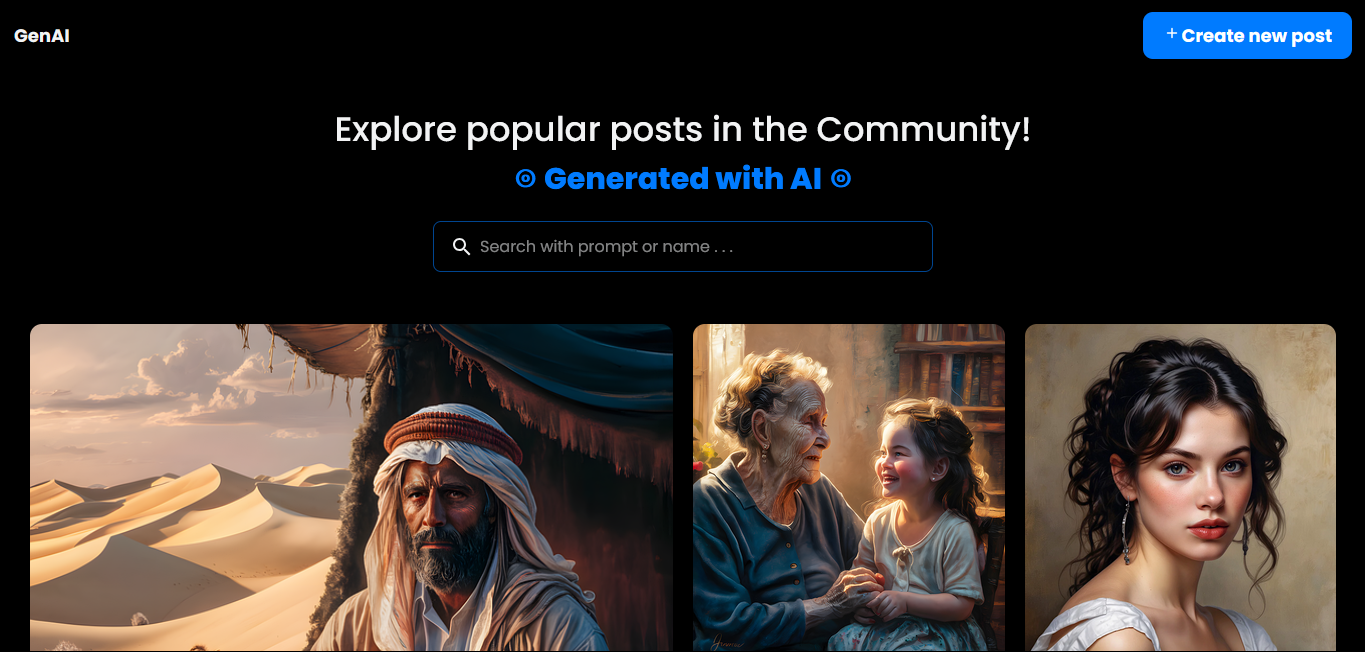 GenAI
+ Create new post
Explore popular posts in the Community!
Generated with AI
Search with prompt or name . . .